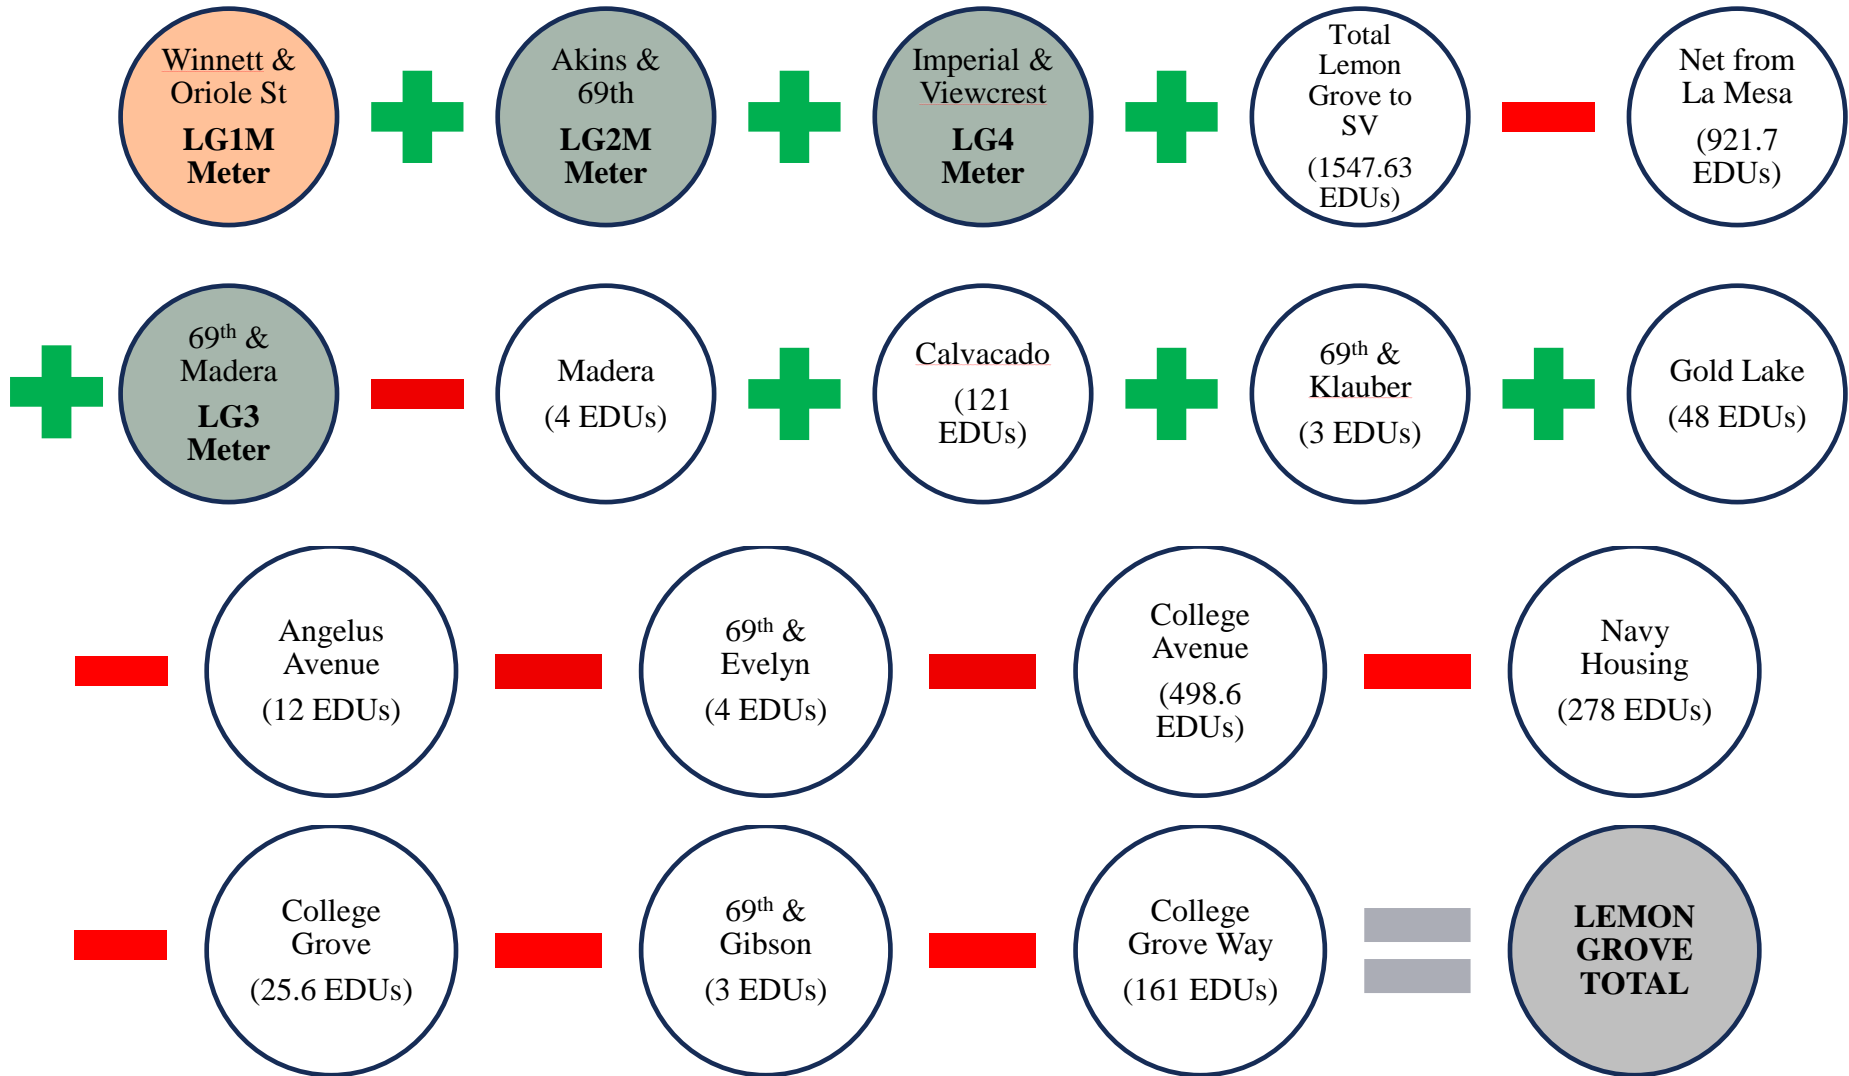 Winnett &
Oriole St
LG1M
Meter
Akins &
69th
LG2M
Meter
Imperial &
Viewcrest
LG4
Meter
Total
Lemon
Grove to
SV
(1547.63
EDUs)
Net from
La Mesa
(921.7
EDUs)
69th &
Madera
LG3
Meter
Madera
(4 EDUs)
Calvacado
(121
EDUs)
69th &
Klauber
(3 EDUs)
Gold Lake
(48 EDUs)
Angelus
Avenue
(12 EDUs)
69th &
Evelyn
(4 EDUs)
College
Avenue
(498.6
EDUs)
Navy
Housing
(278 EDUs)
College
Grove
(25.6 EDUs)
69th &
Gibson
(3 EDUs)
College
Grove Way
(161 EDUs)
LEMON
GROVE
TOTAL